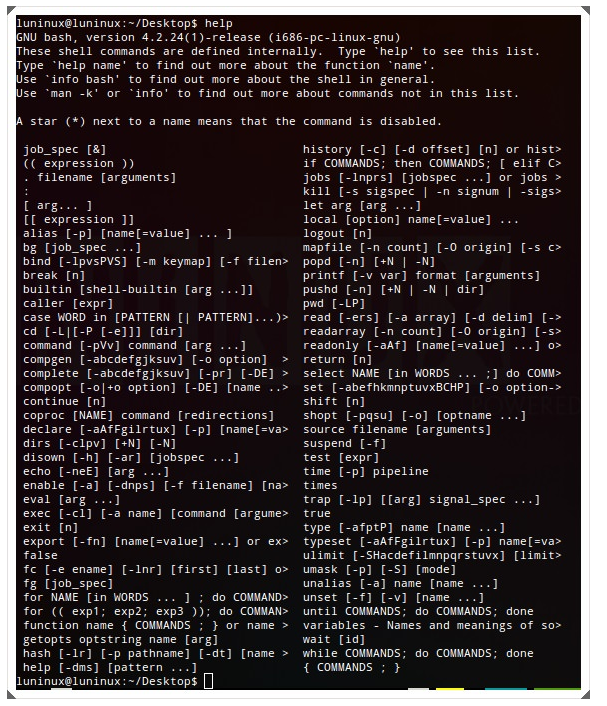 luninux@luninux:~/Desktop$ help
GNU bash, version 4.2.24(1)-release (i686-pc-linux-gnu)
These shell commands are defined internally.  Type `help' to see this list.
Type `help name' to find out more about the function `name'.
Use `info bash' to find out more about the shell in general.
Use `man -k' or `info' to find out more about commands not in this list.

A star (*) next to a name means that the command is disabled.

 job_spec [&]                            history [-c] [-d offset] [n] or hist>
 (( expression ))                        if COMMANDS; then COMMANDS; [ elif C>
 . filename [arguments]                  jobs [-lnprs] [jobspec ...] or jobs >
 :                                       kill [-s sigspec | -n signum | -sigs>
 [ arg... ]                              let arg [arg ...]
 [[ expression ]]                        local [option] name[=value] ...
 alias [-p] [name[=value] ... ]          logout [n]
 bg [job_spec ...]                       mapfile [-n count] [-O origin] [-s c>
 bind [-lpvsPVS] [-m keymap] [-f filen>  popd [-n] [+N | -N]
 break [n]                               printf [-v var] format [arguments]
 builtin [shell-builtin [arg ...]]       pushd [-n] [+N | -N | dir]
 caller [expr]                           pwd [-LP]
 case WORD in [PATTERN [| PATTERN]...)>  read [-ers] [-a array] [-d delim] [->
 cd [-L|[-P [-e]]] [dir]                 readarray [-n count] [-O origin] [-s>
 command [-pVv] command [arg ...]        readonly [-aAf] [name[=value] ...] o>
 compgen [-abcdefgjksuv] [-o option]  >  return [n]
 complete [-abcdefgjksuv] [-pr] [-DE] >  select NAME [in WORDS ... ;] do COMM>
 compopt [-o|+o option] [-DE] [name ..>  set [-abefhkmnptuvxBCHP] [-o option->
 continue [n]                            shift [n]
 coproc [NAME] command [redirections]    shopt [-pqsu] [-o] [optname ...]
 declare [-aAfFgilrtux] [-p] [name[=va>  source filename [arguments]
 dirs [-clpv] [+N] [-N]                  suspend [-f]
 disown [-h] [-ar] [jobspec ...]         test [expr]
 echo [-neE] [arg ...]                   time [-p] pipeline
 enable [-a] [-dnps] [-f filename] [na>  times
 eval [arg ...]                          trap [-lp] [[arg] signal_spec ...]
 exec [-cl] [-a name] [command [argume>  true
 exit [n]                                type [-afptP] name [name ...]
 export [-fn] [name[=value] ...] or ex>  typeset [-aAfFgilrtux] [-p] name[=va>
 false                                   ulimit [-SHacdefilmnpqrstuvx] [limit>
 fc [-e ename] [-lnr] [first] [last] o>  umask [-p] [-S] [mode]
 fg [job_spec]                           unalias [-a] name [name ...]
 for NAME [in WORDS ... ] ; do COMMAND>  unset [-f] [-v] [name ...]
 for (( exp1; exp2; exp3 )); do COMMAN>  until COMMANDS; do COMMANDS; done
 function name { COMMANDS ; } or name >  variables - Names and meanings of so>
 getopts optstring name [arg]            wait [id]
 hash [-lr] [-p pathname] [-dt] [name >  while COMMANDS; do COMMANDS; done
 help [-dms] [pattern ...]               { COMMANDS ; }
luninux@luninux:~/Desktop$
POWERED